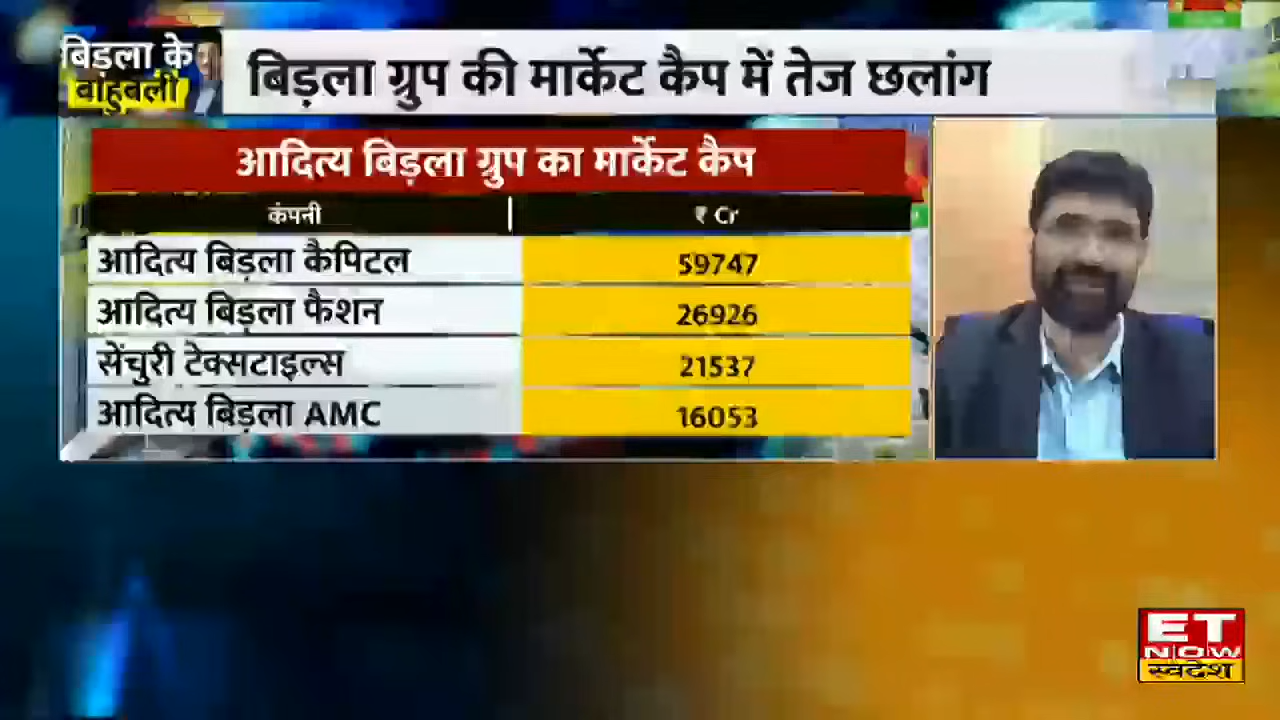 बिड़ला के
बाहुबली
बिड़ला ग्रुप की मार्केट कैप में तेज छलांग
आदित्य बिड़ला ग्रुप का मार्केट कैप
कंपनी ₹ Cr
आदित्य बिड़ला कैपिटल 59747
आदित्य बिड़ला फैशन 26926
सेंचुरी टेक्सटाइल्स 21537
आदित्य बिड़ला AMC 16053
ET
NOW
स्वदेश